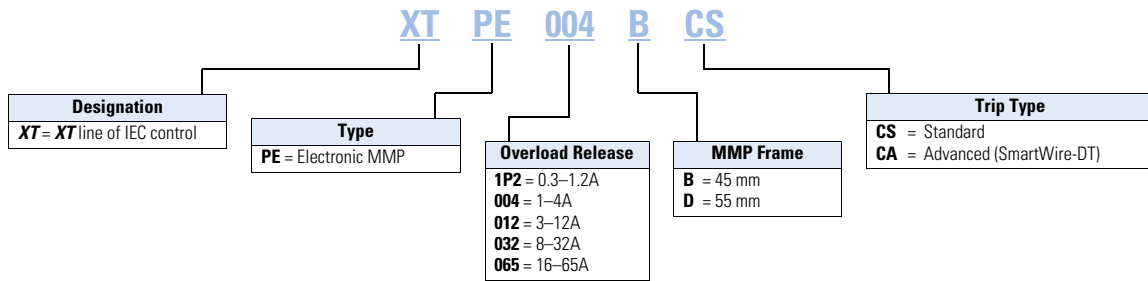 XT PE 004 B CS
Designation
XT = XT line of IEC control
Type
PE = Electronic MMP
Overload Release
1P2 = 0.3–1.2A
004 = 1–4A
012 = 3–12A
032 = 8–32A
065 = 16–65A
MMP Frame
B = 45 mm
D = 55 mm
Trip Type
CS = Standard
CA = Advanced (SmartWire-DT)